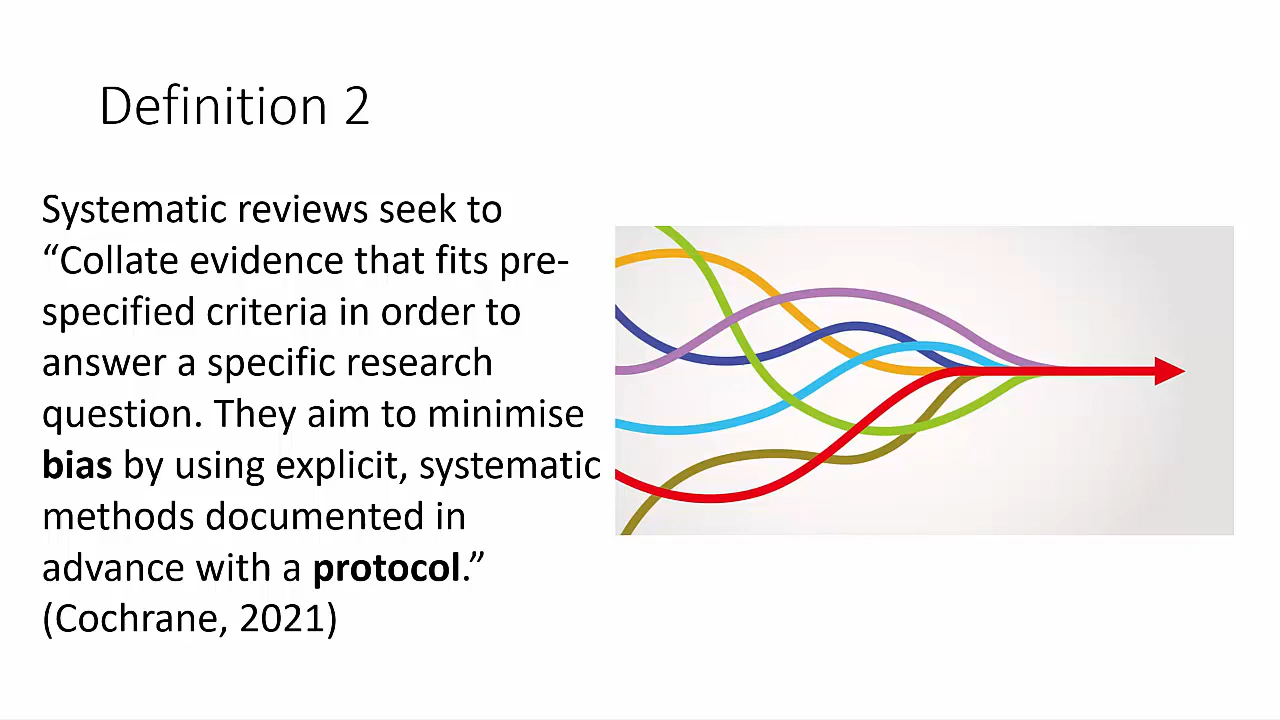 Definition 2
Systematic reviews seek to
“Collate evidence that fits pre-
specified criteria in order to
answer a specific research
question. They aim to minimise
bias by using explicit, systematic
methods documented in
advance with a protocol.”
(Cochrane, 2021)